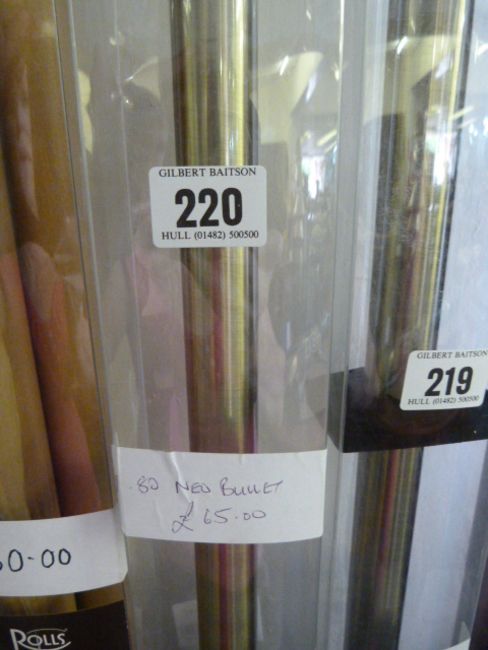 GILBERT BAITSON
220
HULL (01482) 500500
GILBERT BAITSON
219
HULL (01482) 500500
.80 NEO BULLET
£65.00
0.00
ROLLS